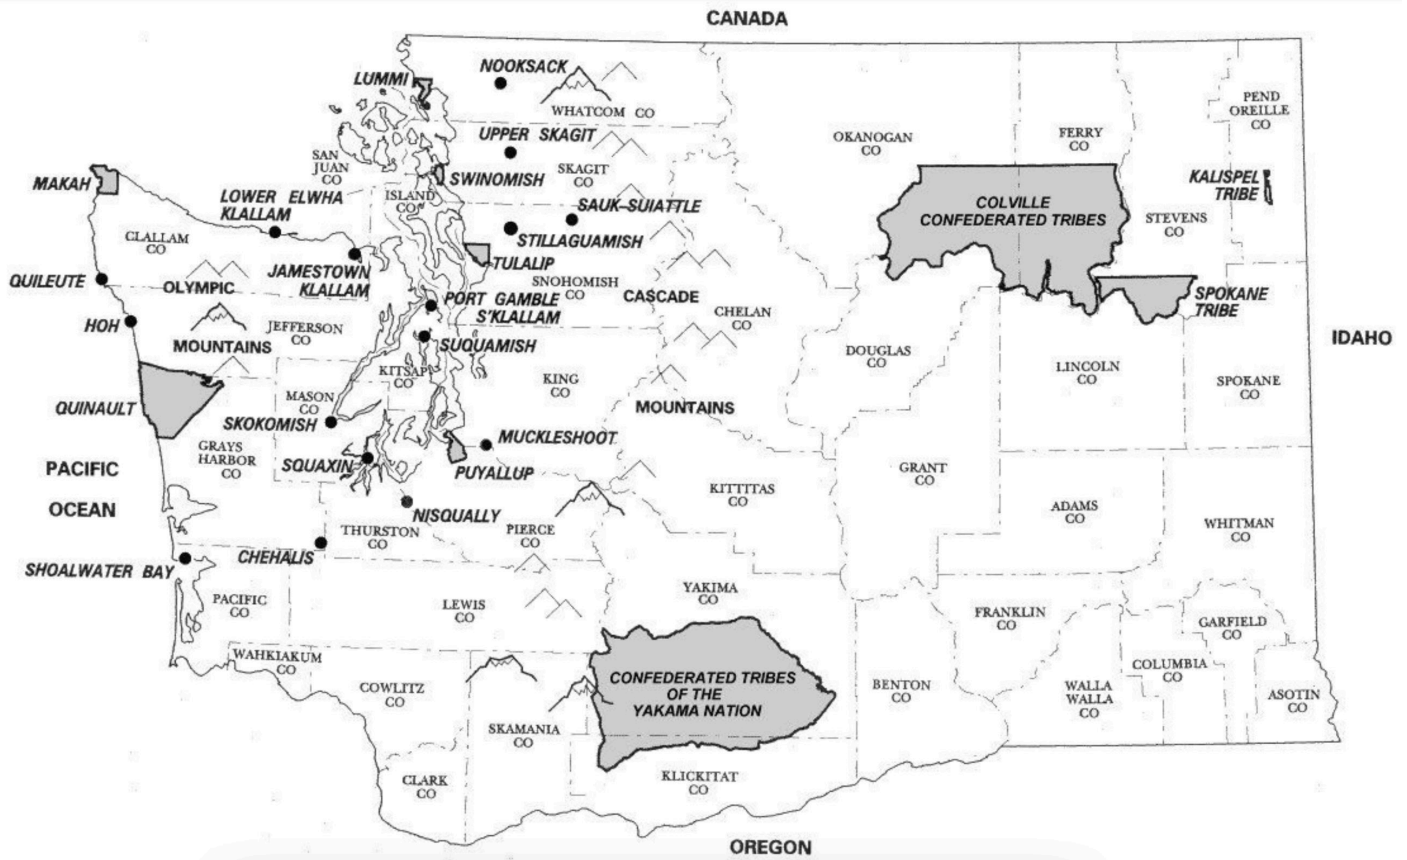 CANADA
LUMMI
NOOKSACK
WHATCOM CO
UPPER SKAGIT
SAN
JUAN
CO
SKAGIT
CO
SWINOMISH
MAKAH
LOWER ELWHA
KLALLAM
ISLAND
CO
SAUK-SUIATTLE
STILLAGUAMISH
CLALLAM
CO
JAMESTOWN
KLALLAM
TULALIP
SNOHOMISH
CO
QUILEUTE
OLYMPIC
MOUNTAINS
HOH
JEFFERSON
CO
PORT GAMBLE
S'KLALLAM
SUQUAMISH
CASCADE
MOUNTAINS
CHELAN
CO
OKANOGAN
CO
FERRY
CO
PEND
OREILLE
CO
KALISPEL
TRIBE
STEVENS
CO
COLVILLE
CONFEDERATED TRIBES
SPOKANE
TRIBE
IDAHO
DOUGLAS
CO
LINCOLN
CO
SPOKANE
CO
KITSAP
CO
KING
CO
MASON
CO
QUINAULT
SKOKOMISH
GRAYS
HARBOR
CO
SQUAXIN
MUCKLESHOOT
PUYALLUP
PACIFIC
OCEAN
NISQUALLY
THURSTON
CO
PIERCE
CO
KITTITAS
CO
GRANT
CO
ADAMS
CO
WHITMAN
CO
CHEHALIS
SHOALWATER BAY
PACIFIC
CO
LEWIS
CO
YAKIMA
CO
FRANKLIN
CO
GARFIELD
CO
WAHKIAKUM
CO
COWLITZ
CO
CONFEDERATED TRIBES
OF THE
YAKAMA NATION
BENTON
CO
WALLA
WALLA
CO
COLUMBIA
CO
ASOTIN
CO
SKAMANIA
CO
CLARK
CO
KLICKITAT
CO
OREGON